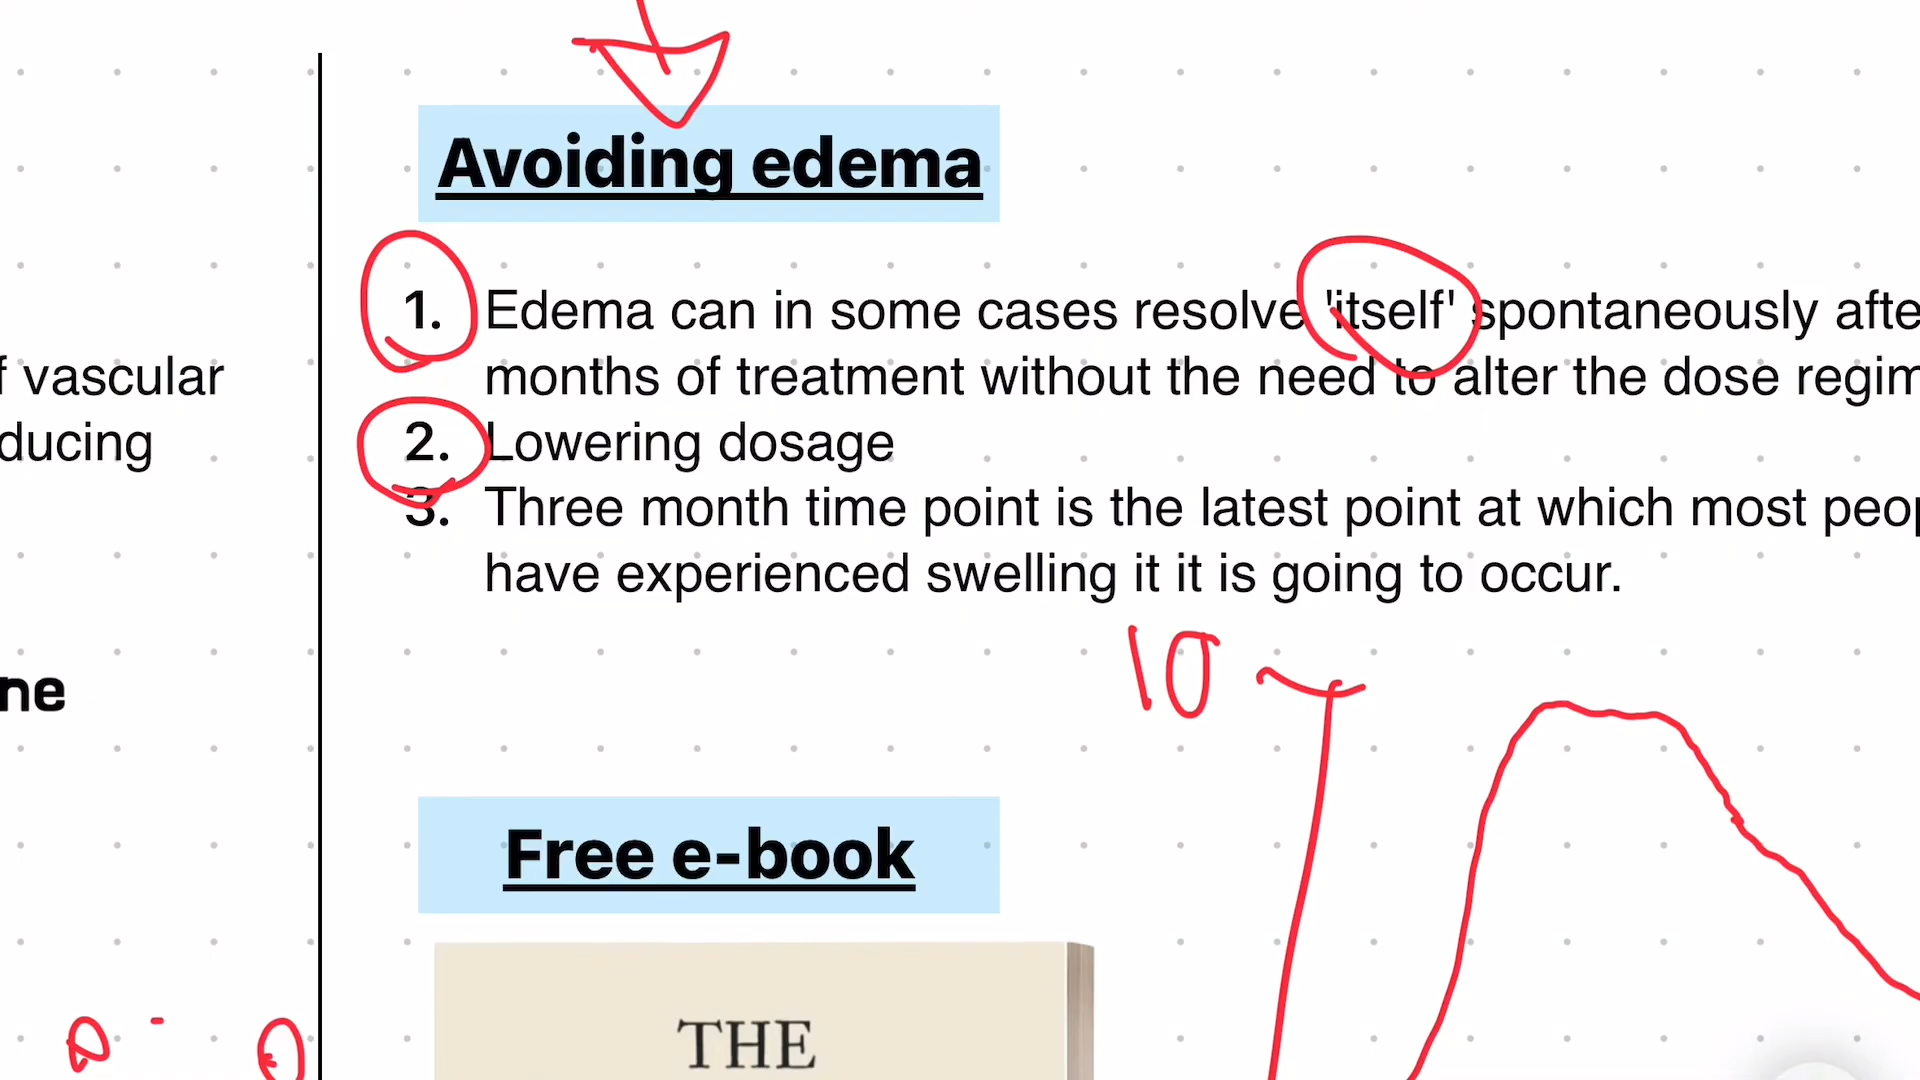 Avoiding edema
1. Edema can in some cases resolve 'itself' spontaneously afte
f vascular
months of treatment without the need to alter the dose regim
ducing
2. Lowering dosage
3. Three month time point is the latest point at which most peop
have experienced swelling it it is going to occur.
10
ne
Free e-book
THE